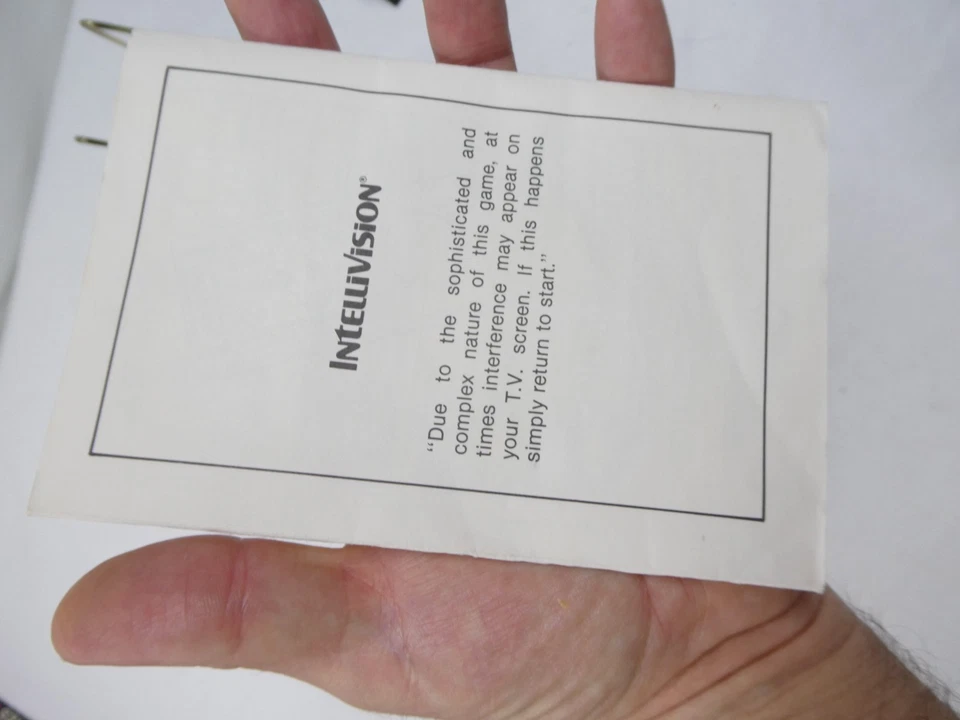 INTELLIVISION®
“Due to the sophisticated and
complex nature of this game, at
times interference may appear on
your T.V. screen. If this happens
simply return to start.”